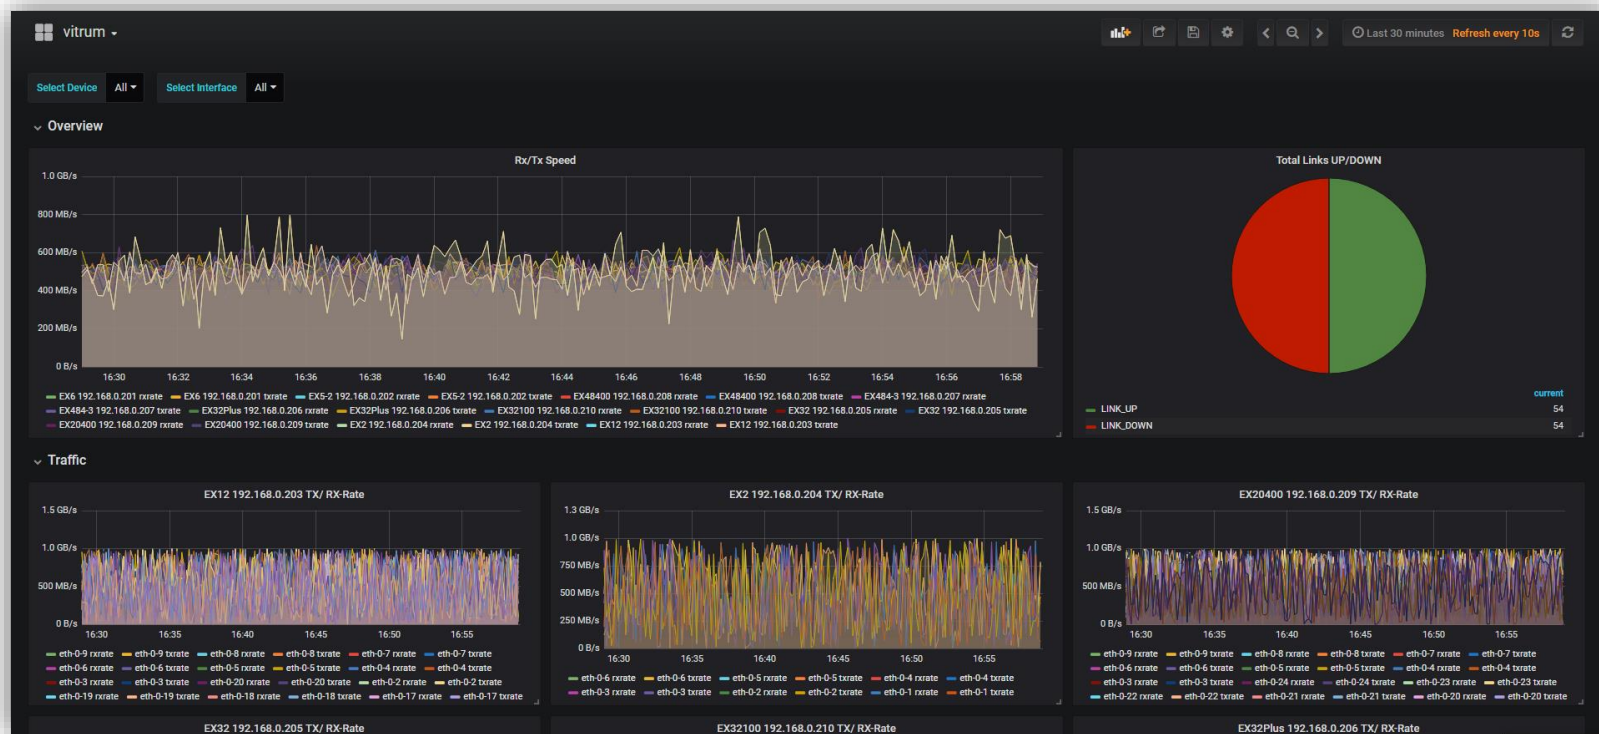 vitrum
Last 30 minutes Refresh every 10s
Select Device All Select Interface All
Overview
Rx/Tx Speed
1.0 GB/s
800 MB/s
600 MB/s
400 MB/s
200 MB/s
0 B/s
16:30 16:32 16:34 16:36 16:38 16:40 16:42 16:44 16:46 16:48 16:50 16:52 16:54 16:56 16:58
EX6 192.168.0.201 rxrate EX6 192.168.0.201 txrate EX5-2 192.168.0.202 rxrate EX5-2 192.168.0.202 txrate EX48400 192.168.0.208 rxrate EX48400 192.168.0.208 txrate EX484-3 192.168.0.207 rxrate
EX484-3 192.168.0.207 txrate EX32Plus 192.168.0.206 rxrate EX32Plus 192.168.0.206 txrate EX32100 192.168.0.210 rxrate EX32100 192.168.0.210 txrate EX32 192.168.0.205 rxrate EX32 192.168.0.205 txrate
EX20400 192.168.0.209 rxrate EX20400 192.168.0.209 txrate EX2 192.168.0.204 rxrate EX2 192.168.0.204 txrate EX12 192.168.0.203 rxrate EX12 192.168.0.203 txrate
Total Links UP/DOWN
current
LINK_UP 54
LINK_DOWN 54
Traffic
EX12 192.168.0.203 TX/ RX-Rate
1.5 GB/s
1.0 GB/s
500 MB/s
0 B/s
16:30 16:35 16:40 16:45 16:50 16:55
eth-0-9 rxrate eth-0-9 txrate eth-0-8 rxrate eth-0-8 txrate eth-0-7 rxrate eth-0-7 txrate
eth-0-6 rxrate eth-0-6 txrate eth-0-5 rxrate eth-0-5 txrate eth-0-4 rxrate eth-0-4 txrate
eth-0-3 rxrate eth-0-3 txrate eth-0-20 rxrate eth-0-20 txrate eth-0-2 rxrate eth-0-2 txrate
eth-0-19 rxrate eth-0-19 txrate eth-0-18 rxrate eth-0-18 txrate eth-0-17 rxrate eth-0-17 txrate
EX2 192.168.0.204 TX/ RX-Rate
1.3 GB/s
1.0 GB/s
750 MB/s
500 MB/s
250 MB/s
0 B/s
16:30 16:35 16:40 16:45 16:50 16:55
eth-0-6 rxrate eth-0-6 txrate eth-0-5 rxrate eth-0-5 txrate eth-0-4 rxrate eth-0-4 txrate
eth-0-3 rxrate eth-0-3 txrate eth-0-2 rxrate eth-0-2 txrate eth-0-1 rxrate eth-0-1 txrate
EX20400 192.168.0.209 TX/ RX-Rate
1.5 GB/s
1.0 GB/s
500 MB/s
0 B/s
16:30 16:35 16:40 16:45 16:50 16:55
eth-0-9 rxrate eth-0-9 txrate eth-0-8 rxrate eth-0-8 txrate eth-0-7 rxrate eth-0-7 txrate
eth-0-6 rxrate eth-0-6 txrate eth-0-5 rxrate eth-0-5 txrate eth-0-4 rxrate eth-0-4 txrate
eth-0-3 rxrate eth-0-3 txrate eth-0-24 rxrate eth-0-24 txrate eth-0-23 rxrate eth-0-23 txrate
eth-0-22 rxrate eth-0-22 txrate eth-0-21 rxrate eth-0-21 txrate eth-0-20 rxrate eth-0-20 txrate
EX32 192.168.0.205 TX/ RX-Rate
EX32100 192.168.0.210 TX/ RX-Rate
EX32Plus 192.168.0.206 TX/ RX-Rate